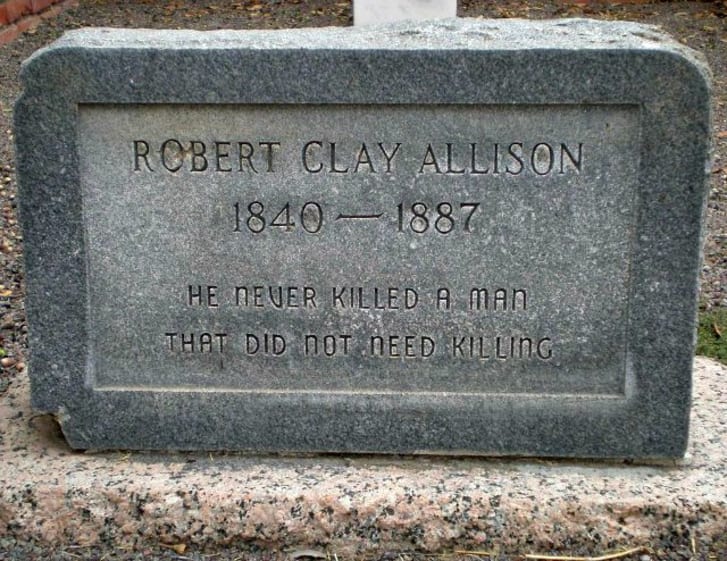 ROBERT CLAY ALLISON
1840 — 1887
HE NEVER KILLED A MAN
THAT DID NOT NEED KILLING